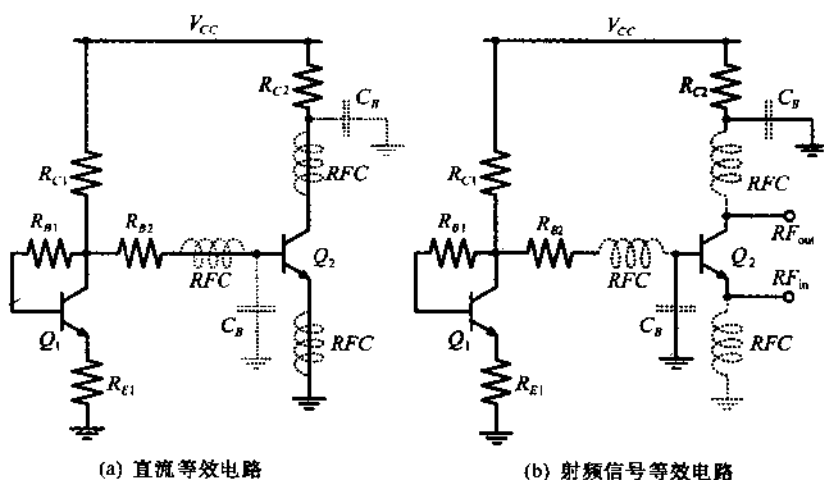 V_CC
R_C2
C_B
R_C1
RFC
R_B1
R_B2
RFC
Q_2
C_B
Q_1
RFC
R_E1
(a) 直流等效电路
V_CC
R_C2
C_B
R_C1
RFC
R_B1
R_B2
RF_out
RFC
Q_2
RF_in
C_B
Q_1
RFC
R_E1
(b) 射频信号等效电路